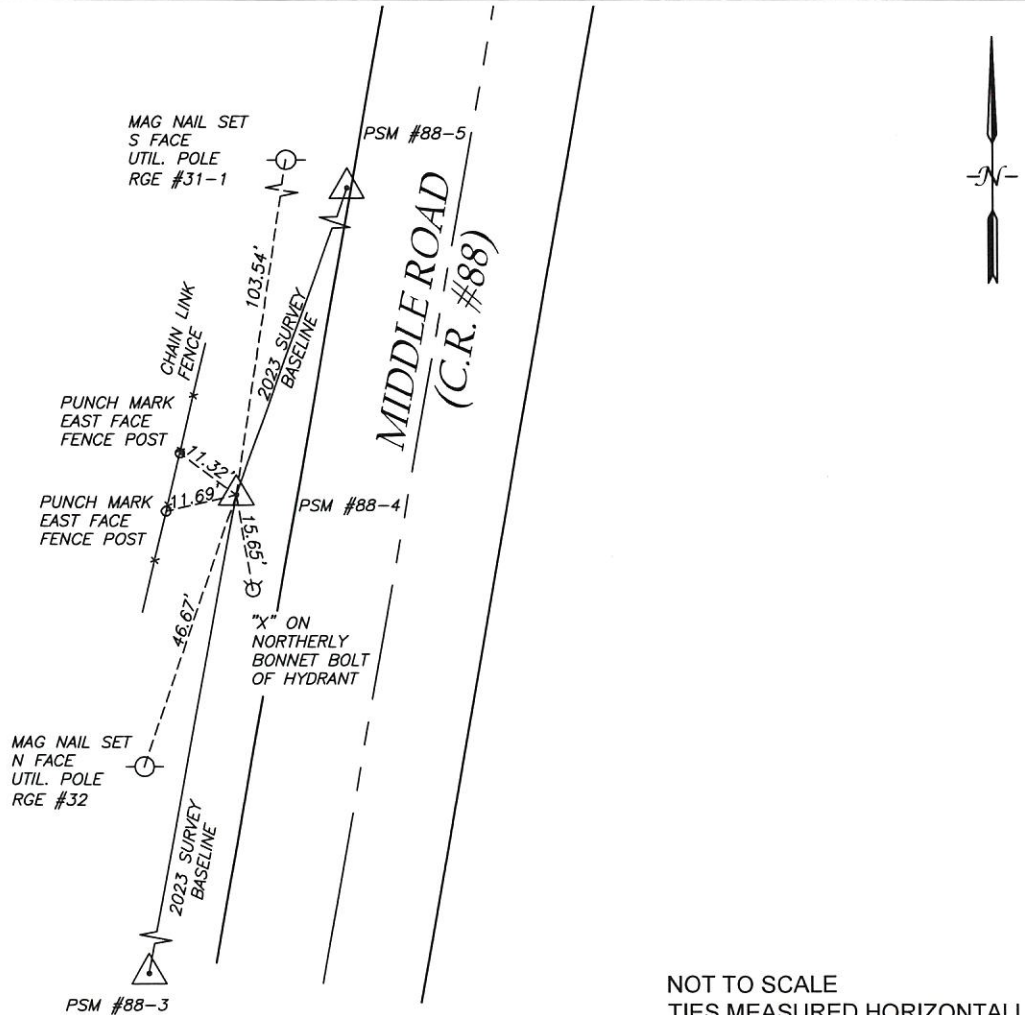 MAG NAIL SET
S FACE
UTIL. POLE
RGE #31-1
PSM #88-5
N
103.54'
MIDDLE ROAD
(C.R. #88)
2023 SURVEY
BASELINE
CHAIN LINK
FENCE
PUNCH MARK
EAST FACE
FENCE POST
11.32'
PUNCH MARK
EAST FACE
FENCE POST
11.69'
PSM #88-4
15.65'
"X" ON
NORTHERLY
BONNET BOLT
OF HYDRANT
46.67'
MAG NAIL SET
N FACE
UTIL. POLE
RGE #32
2023 SURVEY
BASELINE
PSM #88-3
NOT TO SCALE
TIES MEASURED